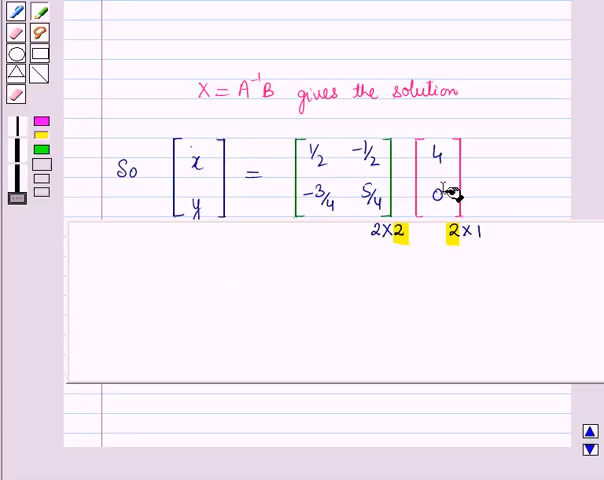 X = A⁻¹B gives the solution
So [x y] = [1/2 -1/2 -3/4 5/4] [4 0]
2×2 2×1